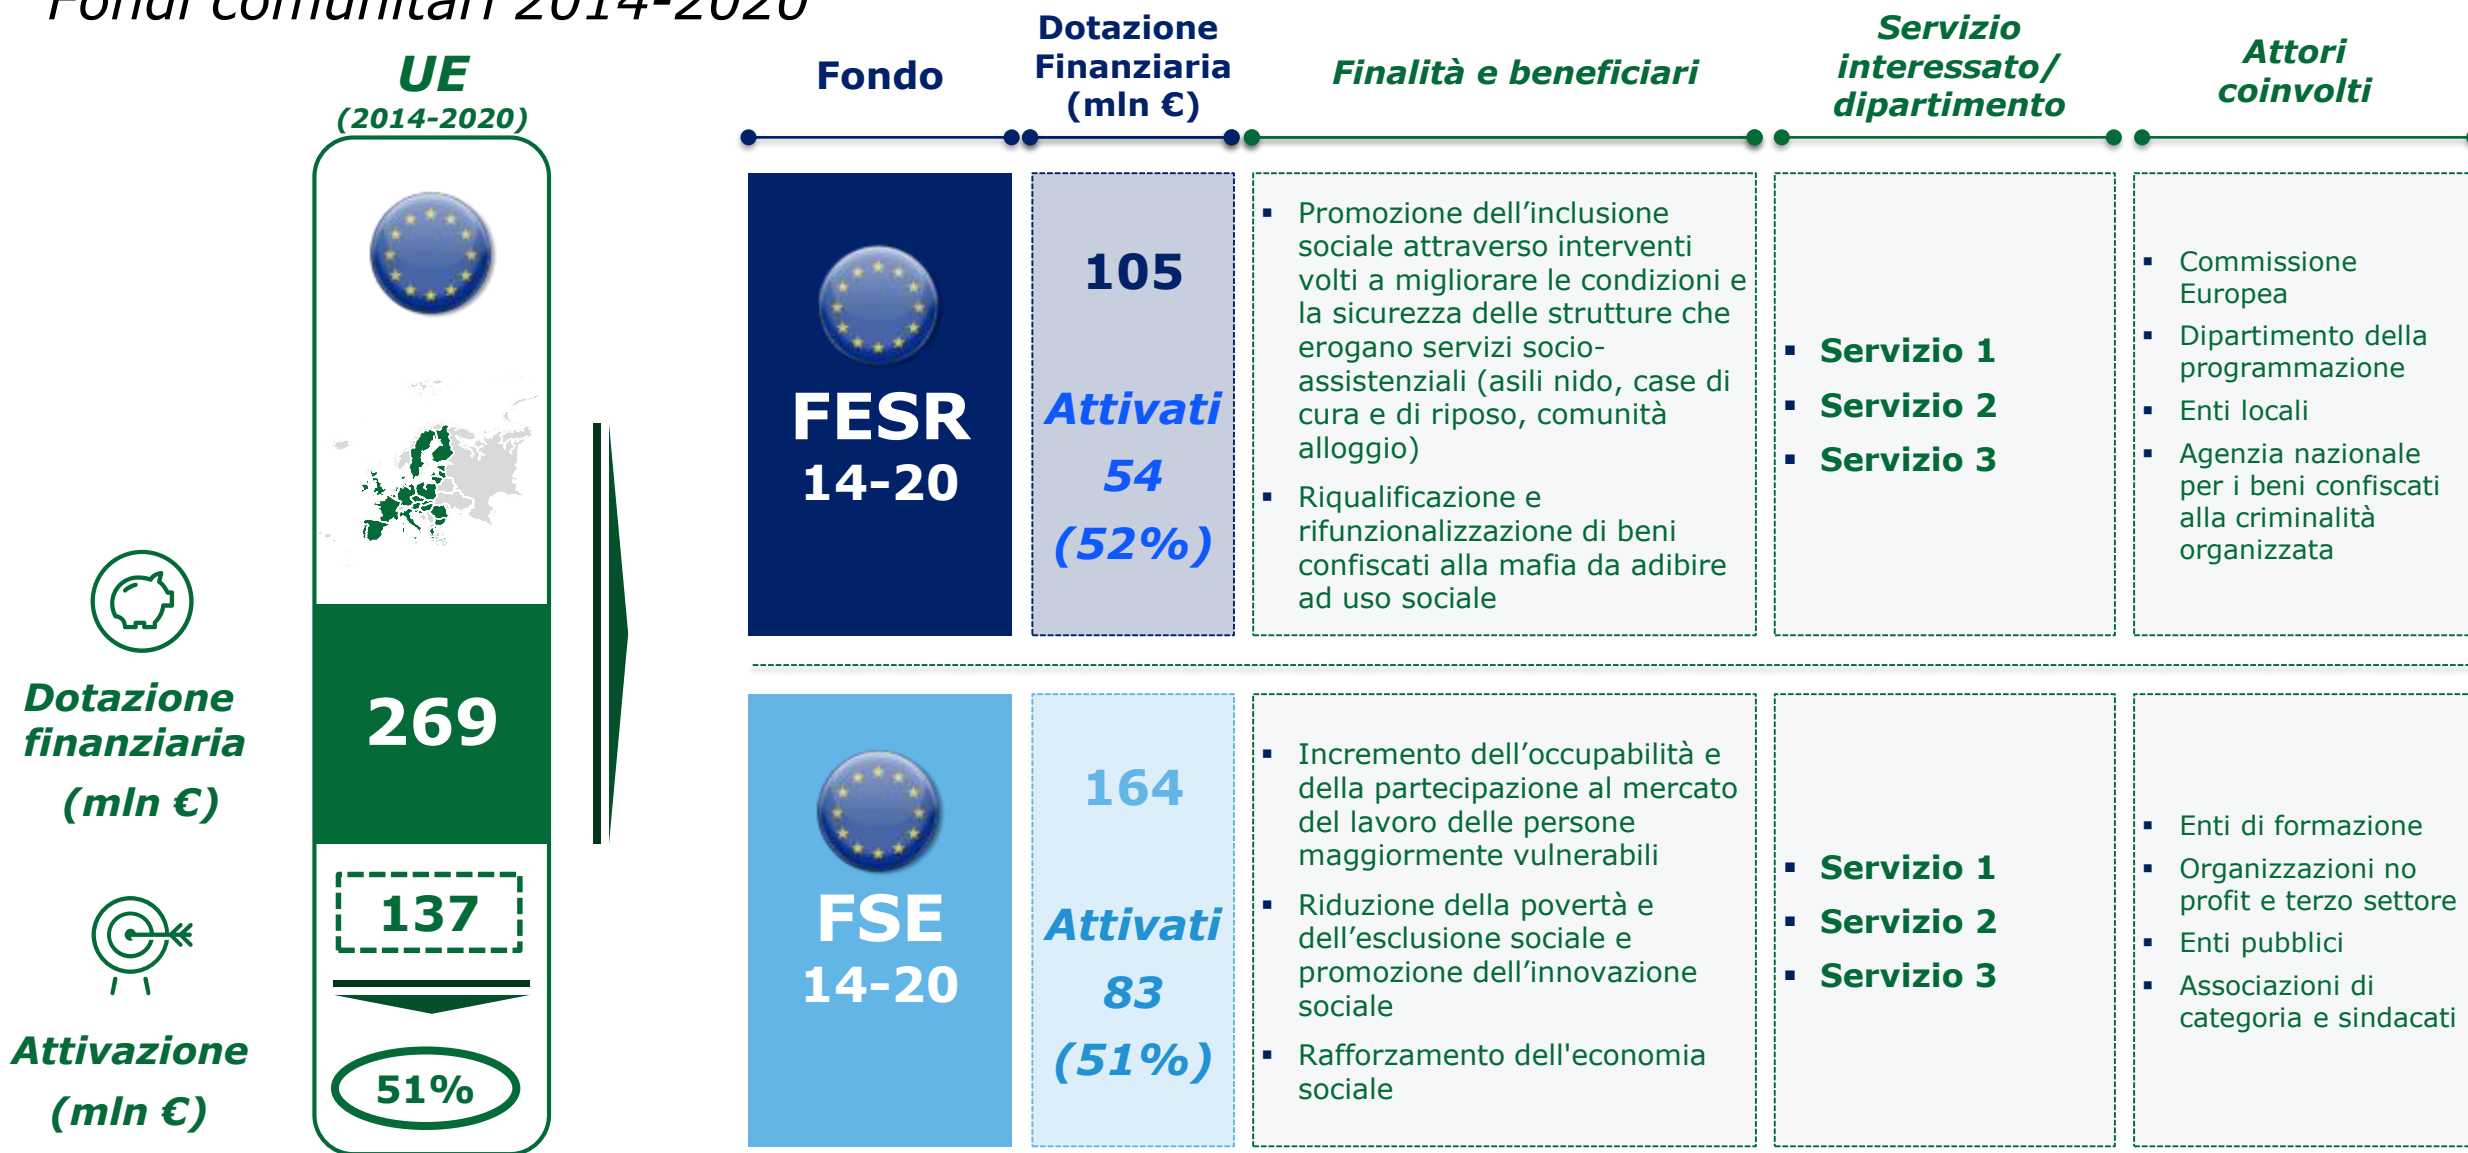 Fondi comunitari 2014-2020
UE
(2014-2020)
269
137
51%
Dotazione
finanziaria
(mln €)
Attivazione
(mln €)
Fondo
Dotazione
Finanziaria
(mln €)
Finalità e beneficiari
Servizio
interessato/
dipartimento
Attori
coinvolti
FESR
14-20
105
Attivati
54
(52%)
▪ Promozione dell’inclusione
sociale attraverso interventi
volti a migliorare le condizioni e
la sicurezza delle strutture che
erogano servizi socio-
assistenziali (asili nido, case di
cura e di riposo, comunità
alloggio)
▪ Riqualificazione e
rifunzionalizzazione di beni
confiscati alla mafia da adibire
ad uso sociale
▪ Servizio 1
▪ Servizio 2
▪ Servizio 3
▪ Commissione
Europea
▪ Dipartimento della
programmazione
▪ Enti locali
▪ Agenzia nazionale
per i beni confiscati
alla criminalità
organizzata
FSE
14-20
164
Attivati
83
(51%)
▪ Incremento dell’occupabilità e
della partecipazione al mercato
del lavoro delle persone
maggiormente vulnerabili
▪ Riduzione della povertà e
dell’esclusione sociale e
promozione dell’innovazione
sociale
▪ Rafforzamento dell'economia
sociale
▪ Servizio 1
▪ Servizio 2
▪ Servizio 3
▪ Enti di formazione
▪ Organizzazioni no
profit e terzo settore
▪ Enti pubblici
▪ Associazioni di
categoria e sindacati